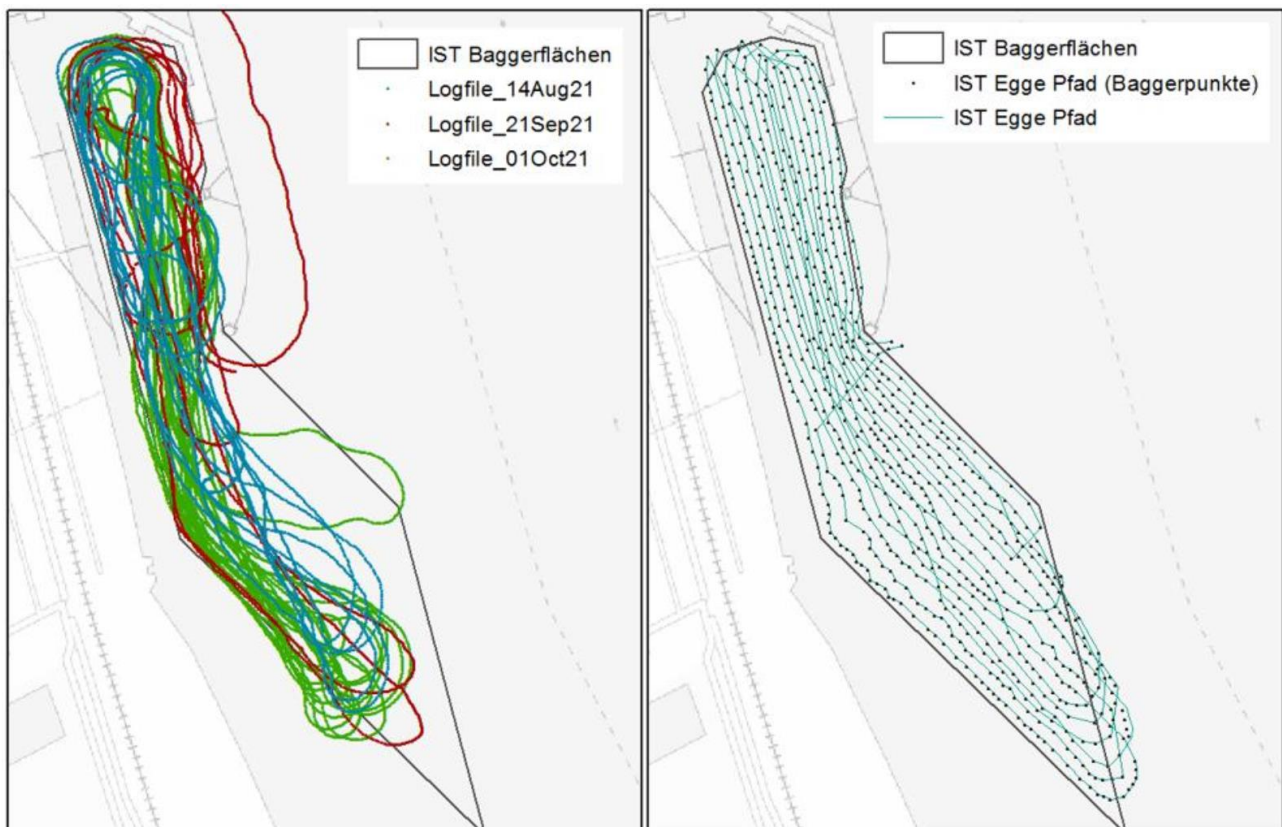 IST Baggerflächen
Logfile_14Aug21
Logfile_21Sep21
Logfile_01Oct21
IST Baggerflächen
IST Egge Pfad (Baggerpunkte)
IST Egge Pfad